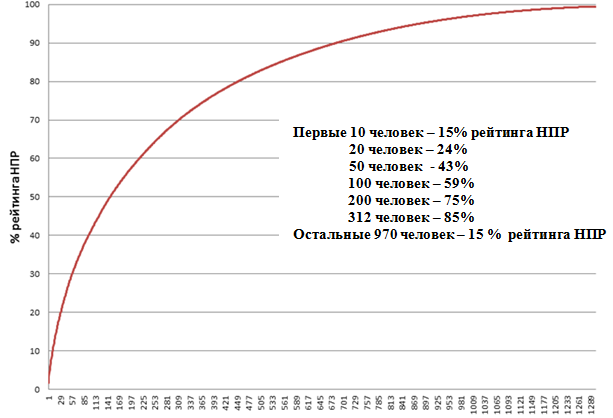 100
90
80
70
60
50
40
30
20
10
0
% рейтинга НПР
Первые 10 человек – 15% рейтинга НПР
20 человек – 24%
50 человек - 43%
100 человек – 59%
200 человек – 75%
312 человек – 85%
Остальные 970 человек – 15 % рейтинга НПР
1 29 57 85 113 141 169 197 225 253 281 309 337 365 393 421 449 477 505 533 561 589 617 645 673 701 729 757 785 813 841 869 897 925 953 981 1009 1037 1065 1093 1121 1149 1177 1205 1233 1261 1289